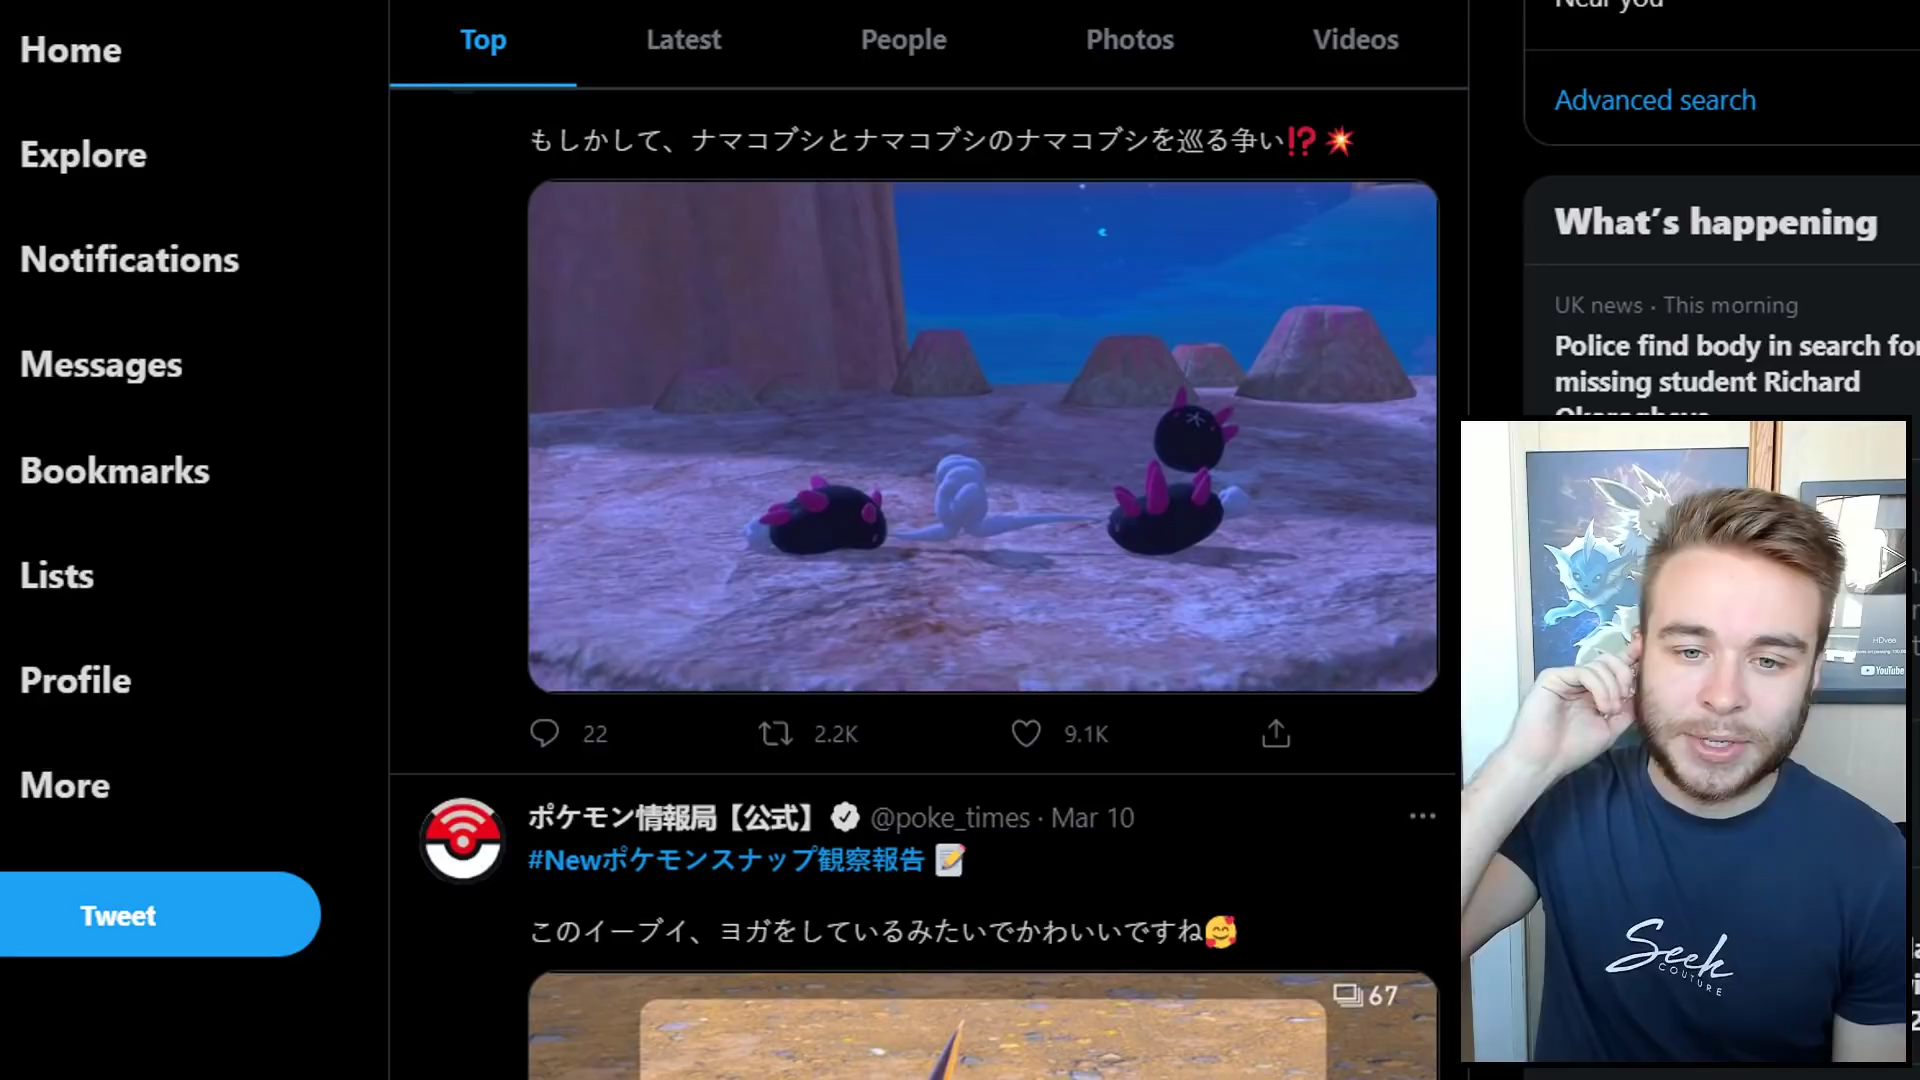 Home
Explore
Notifications
Messages
Bookmarks
Lists
Profile
More
Tweet
Top
Latest
People
Photos
Videos
もしかして、ナマコブシとナマコブシのナマコブシを巡る争い⁉️💥
22
2.2K
9.1K
ポケモン情報局【公式】 @poke_times · Mar 10
#Newポケモンスナップ観察報告 📝
このイーブイ、ヨガをしているみたいでかわいいですね🥰
67
Near you
Advanced search
What's happening
UK news · This morning
Police find body in search for
missing student Richard
HDvee
YouTube
Seek
COUTURE